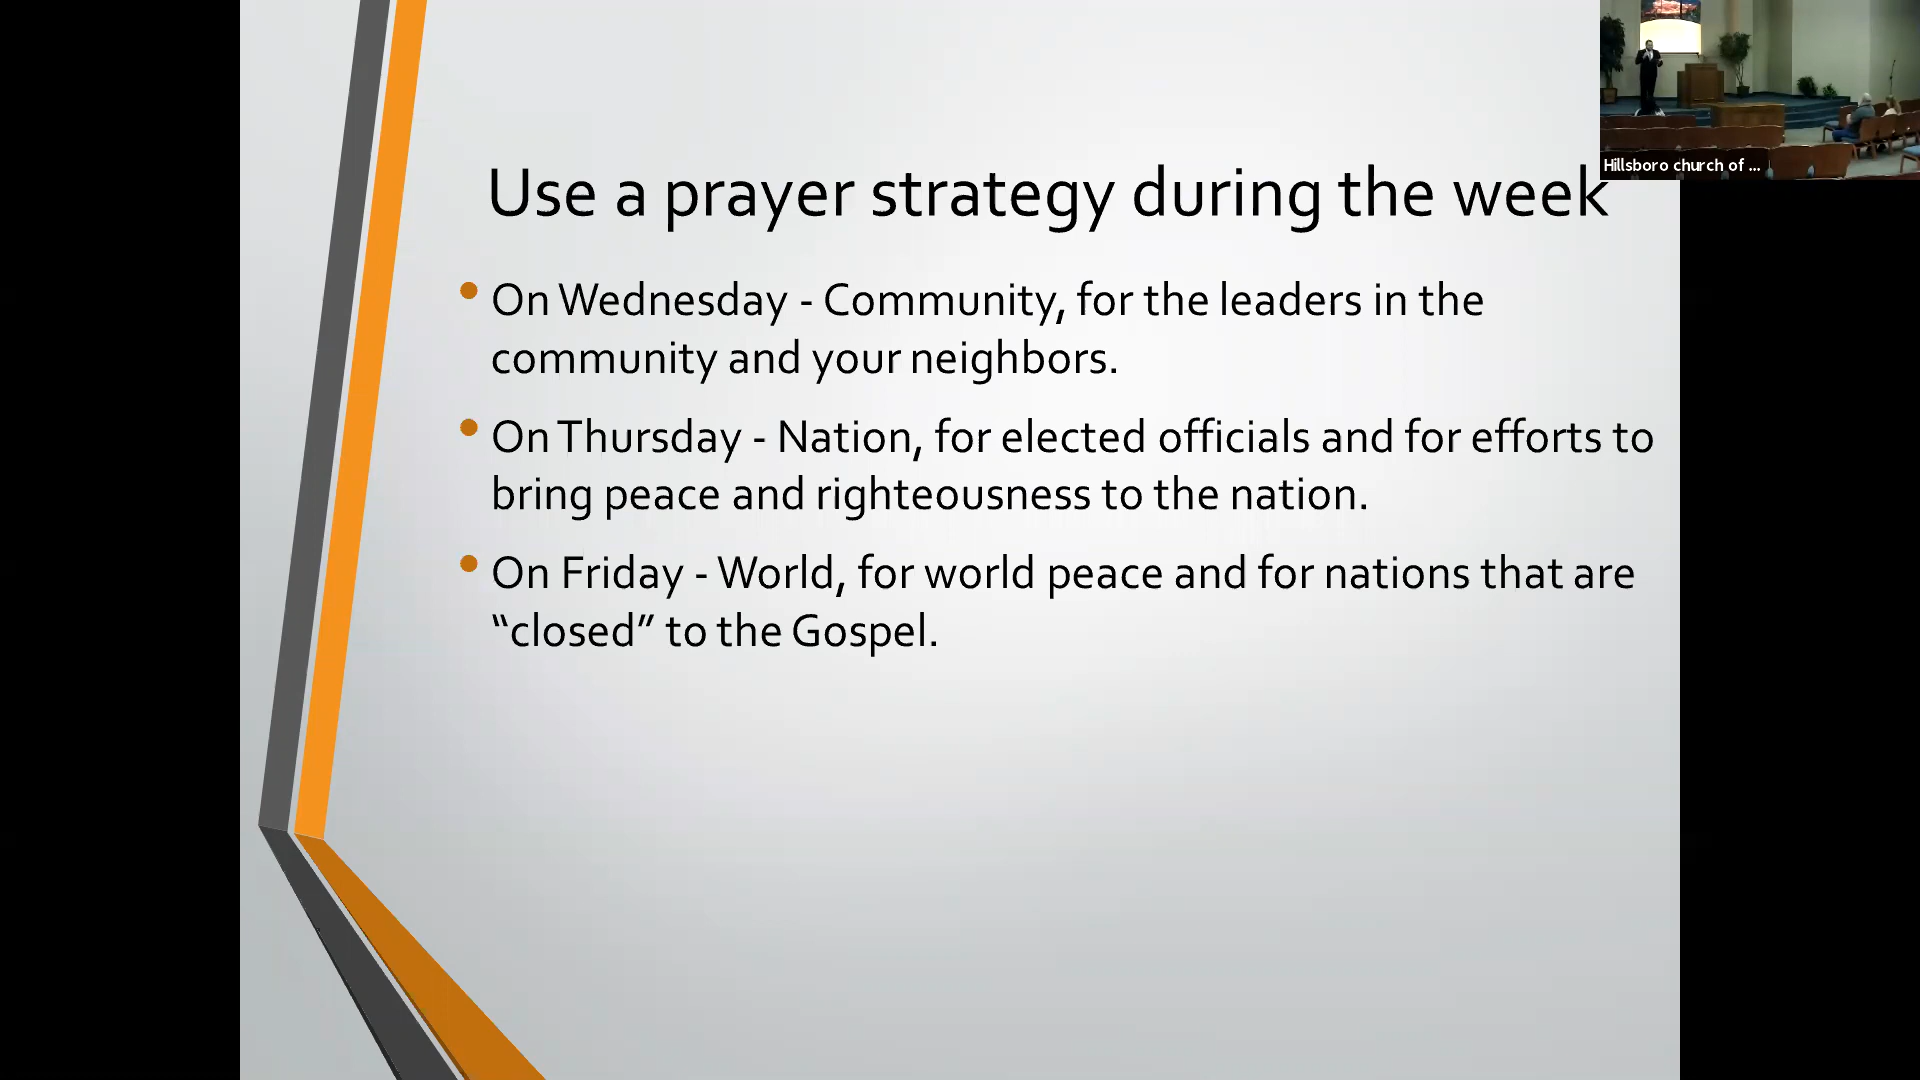 Use a prayer strategy during the week
• On Wednesday - Community, for the leaders in the
community and your neighbors.
• On Thursday - Nation, for elected officials and for efforts to
bring peace and righteousness to the nation.
• On Friday - World, for world peace and for nations that are
“closed” to the Gospel.
Hillsboro church of ...